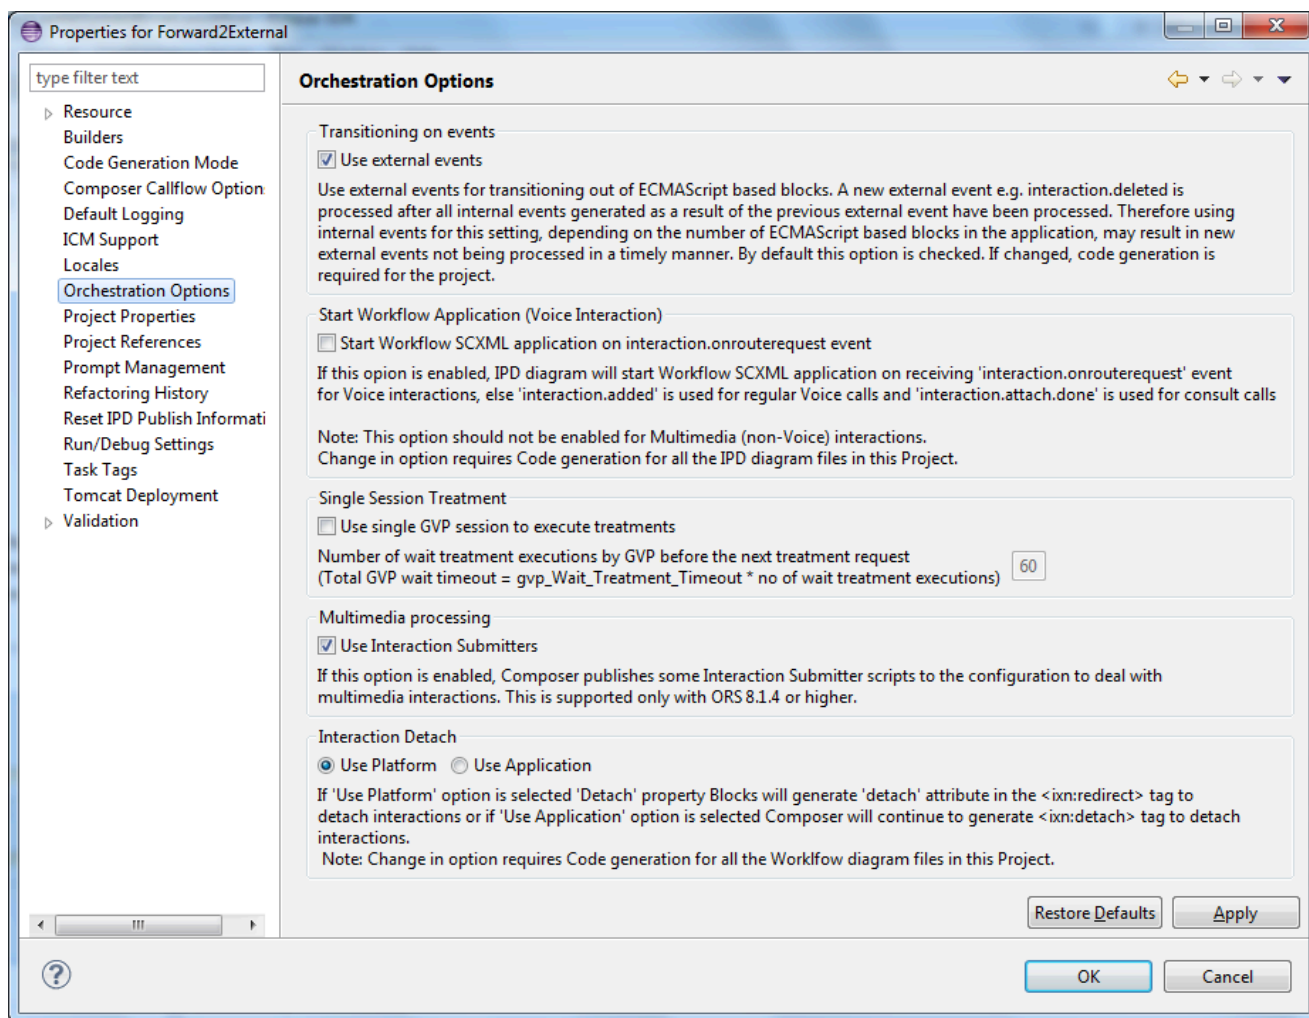 Properties for Forward2External
type filter text
Resource
Builders
Code Generation Mode
Composer Callflow Option
Default Logging
ICM Support
Locales
Orchestration Options
Project Properties
Project References
Prompt Management
Refactoring History
Reset IPD Publish Informati
Run/Debug Settings
Task Tags
Tomcat Deployment
Validation
Orchestration Options
Transitioning on events
Use external events
Use external events for transitioning out of ECMAScript based blocks. A new external event e.g. interaction.deleted is
processed after all internal events generated as a result of the previous external event have been processed. Therefore using
internal events for this setting, depending on the number of ECMAScript based blocks in the application, may result in new
external events not being processed in a timely manner. By default this option is checked. If changed, code generation is
required for the project.
Start Workflow Application (Voice Interaction)
Start Workflow SCXML application on interaction.onrouterequest event
If this opion is enabled, IPD diagram will start Workflow SCXML application on receiving 'interaction.onrouterequest' event
for Voice interactions, else 'interaction.added' is used for regular Voice calls and 'interaction.attach.done' is used for consult calls
Note: This option should not be enabled for Multimedia (non-Voice) interactions.
Change in option requires Code generation for all the IPD diagram files in this Project.
Single Session Treatment
Use single GVP session to execute treatments
Number of wait treatment executions by GVP before the next treatment request
(Total GVP wait timeout = gvp_Wait_Treatment_Timeout * no of wait treatment executions)
60
Multimedia processing
Use Interaction Submitters
If this option is enabled, Composer publishes some Interaction Submitter scripts to the configuration to deal with
multimedia interactions. This is supported only with ORS 8.1.4 or higher.
Interaction Detach
Use Platform Use Application
If 'Use Platform' option is selected 'Detach' property Blocks will generate 'detach' attribute in the <ixn:redirect> tag to
detach interactions or if 'Use Application' option is selected Composer will continue to generate <ixn:detach> tag to detach
interactions.
Note: Change in option requires Code generation for all the Worklfow diagram files in this Project.
Restore Defaults Apply
OK Cancel